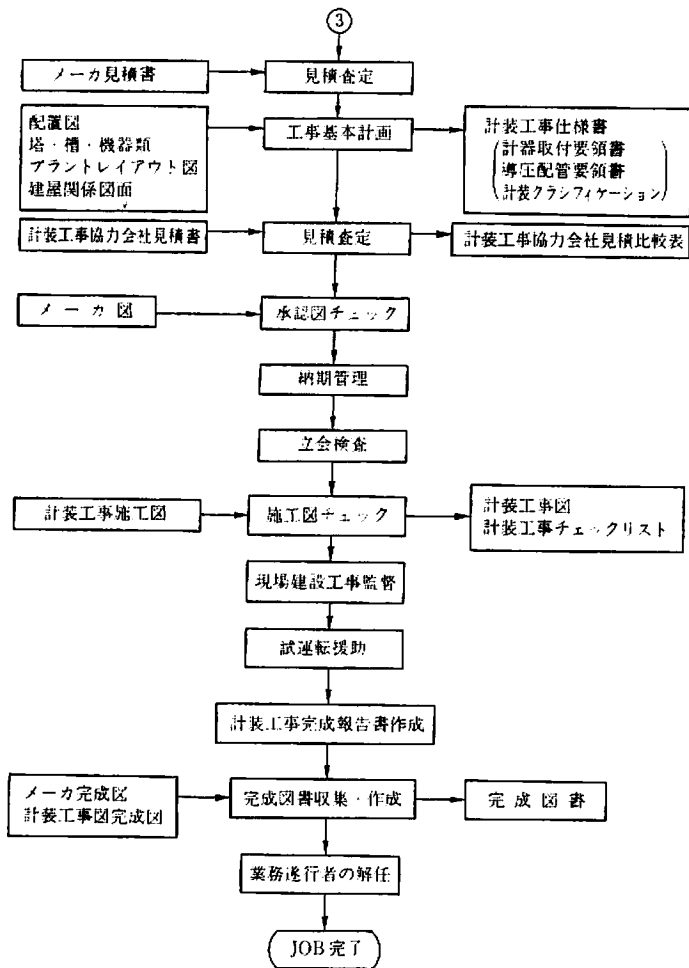 ③
メーカ見積書
見積査定
配置図
塔・槽・機器類
プラントレイアウト図
建屋関係図面
工事基本計画
計装工事仕様書
計器取付要領書
導圧配管要領書
計装クラシフィケーション
計装工事協力会社見積書
見積査定
計装工事協力会社見積比較表
メーカ図
承認図チェック
納期管理
立会検査
計装工事施工図
施工図チェック
計装工事図
計装工事チェックリスト
現場建設工事監督
試運転援助
計装工事完成報告書作成
メーカ完成図
計装工事図完成図
完成図書収集・作成
完成図書
業務遂行者の解任
JOB完了